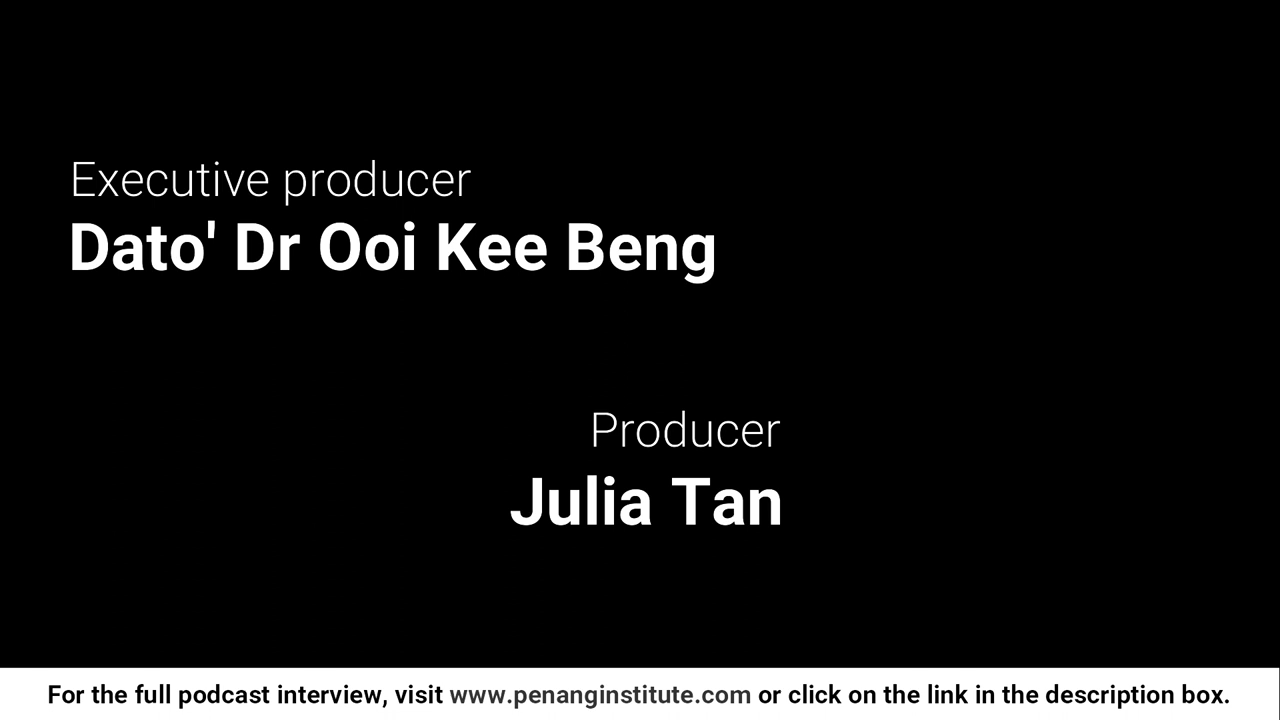 Executive producer
Dato' Dr Ooi Kee Beng
Producer
Julia Tan
For the full podcast interview, visit www.penanginstitute.com or click on the link in the description box.